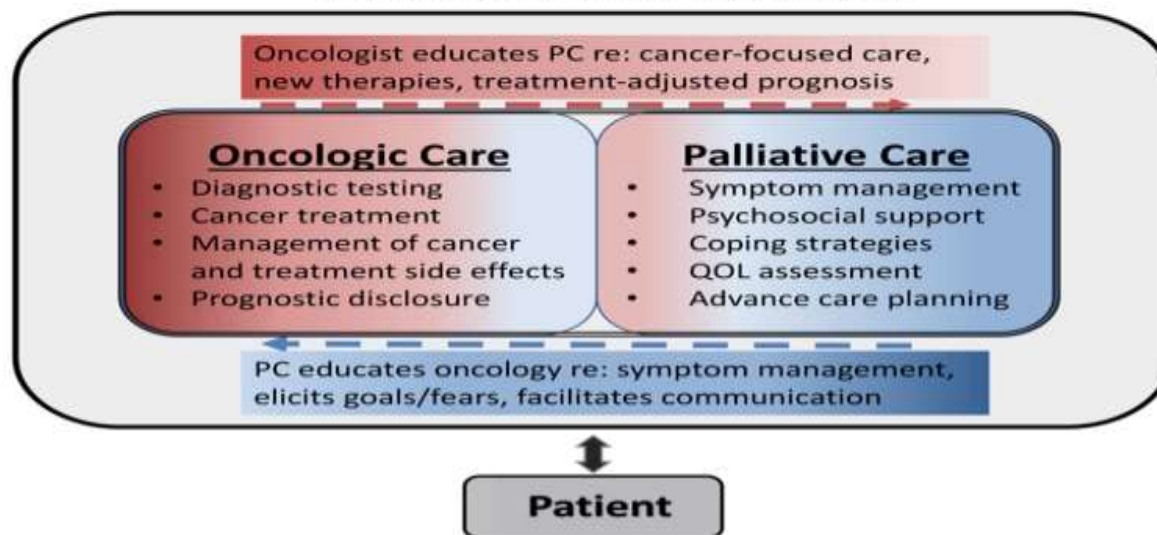 Oncologist educates PC re: cancer-focused care,
new therapies, treatment-adjusted prognosis
Oncologic Care
• Diagnostic testing
• Cancer treatment
• Management of cancer
and treatment side effects
• Prognostic disclosure
Palliative Care
• Symptom management
• Psychosocial support
• Coping strategies
• QOL assessment
• Advance care planning
PC educates oncology re: symptom management,
elicits goals/fears, facilitates communication
Patient